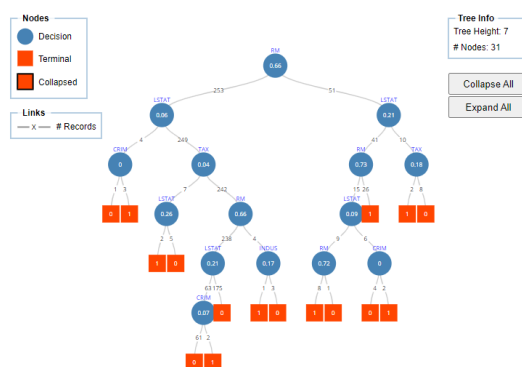 Nodes
Decision
Terminal
Collapsed
Links
x # Records
Tree Info
Tree Height: 7
# Nodes: 31
Collapse All
Expand All
RM
0.66
253 51
LSTAT LSTAT
0.06 0.21
4 249 41 10
CRIM TAX RM TAX
0 0.04 0.73 0.18
1 3 7 242 15 26 2 8
0 1 LSTAT RM LSTAT 1 1 0
0.26 0.66 0.09
2 5 238 4 9 6
1 0 LSTAT INDUS RM CRIM
0.21 0.17 0.72 0
63 175 1 3 8 1 4 2
CRIM 0 1 0 1 0 0 1
0.07
61 2
0 1